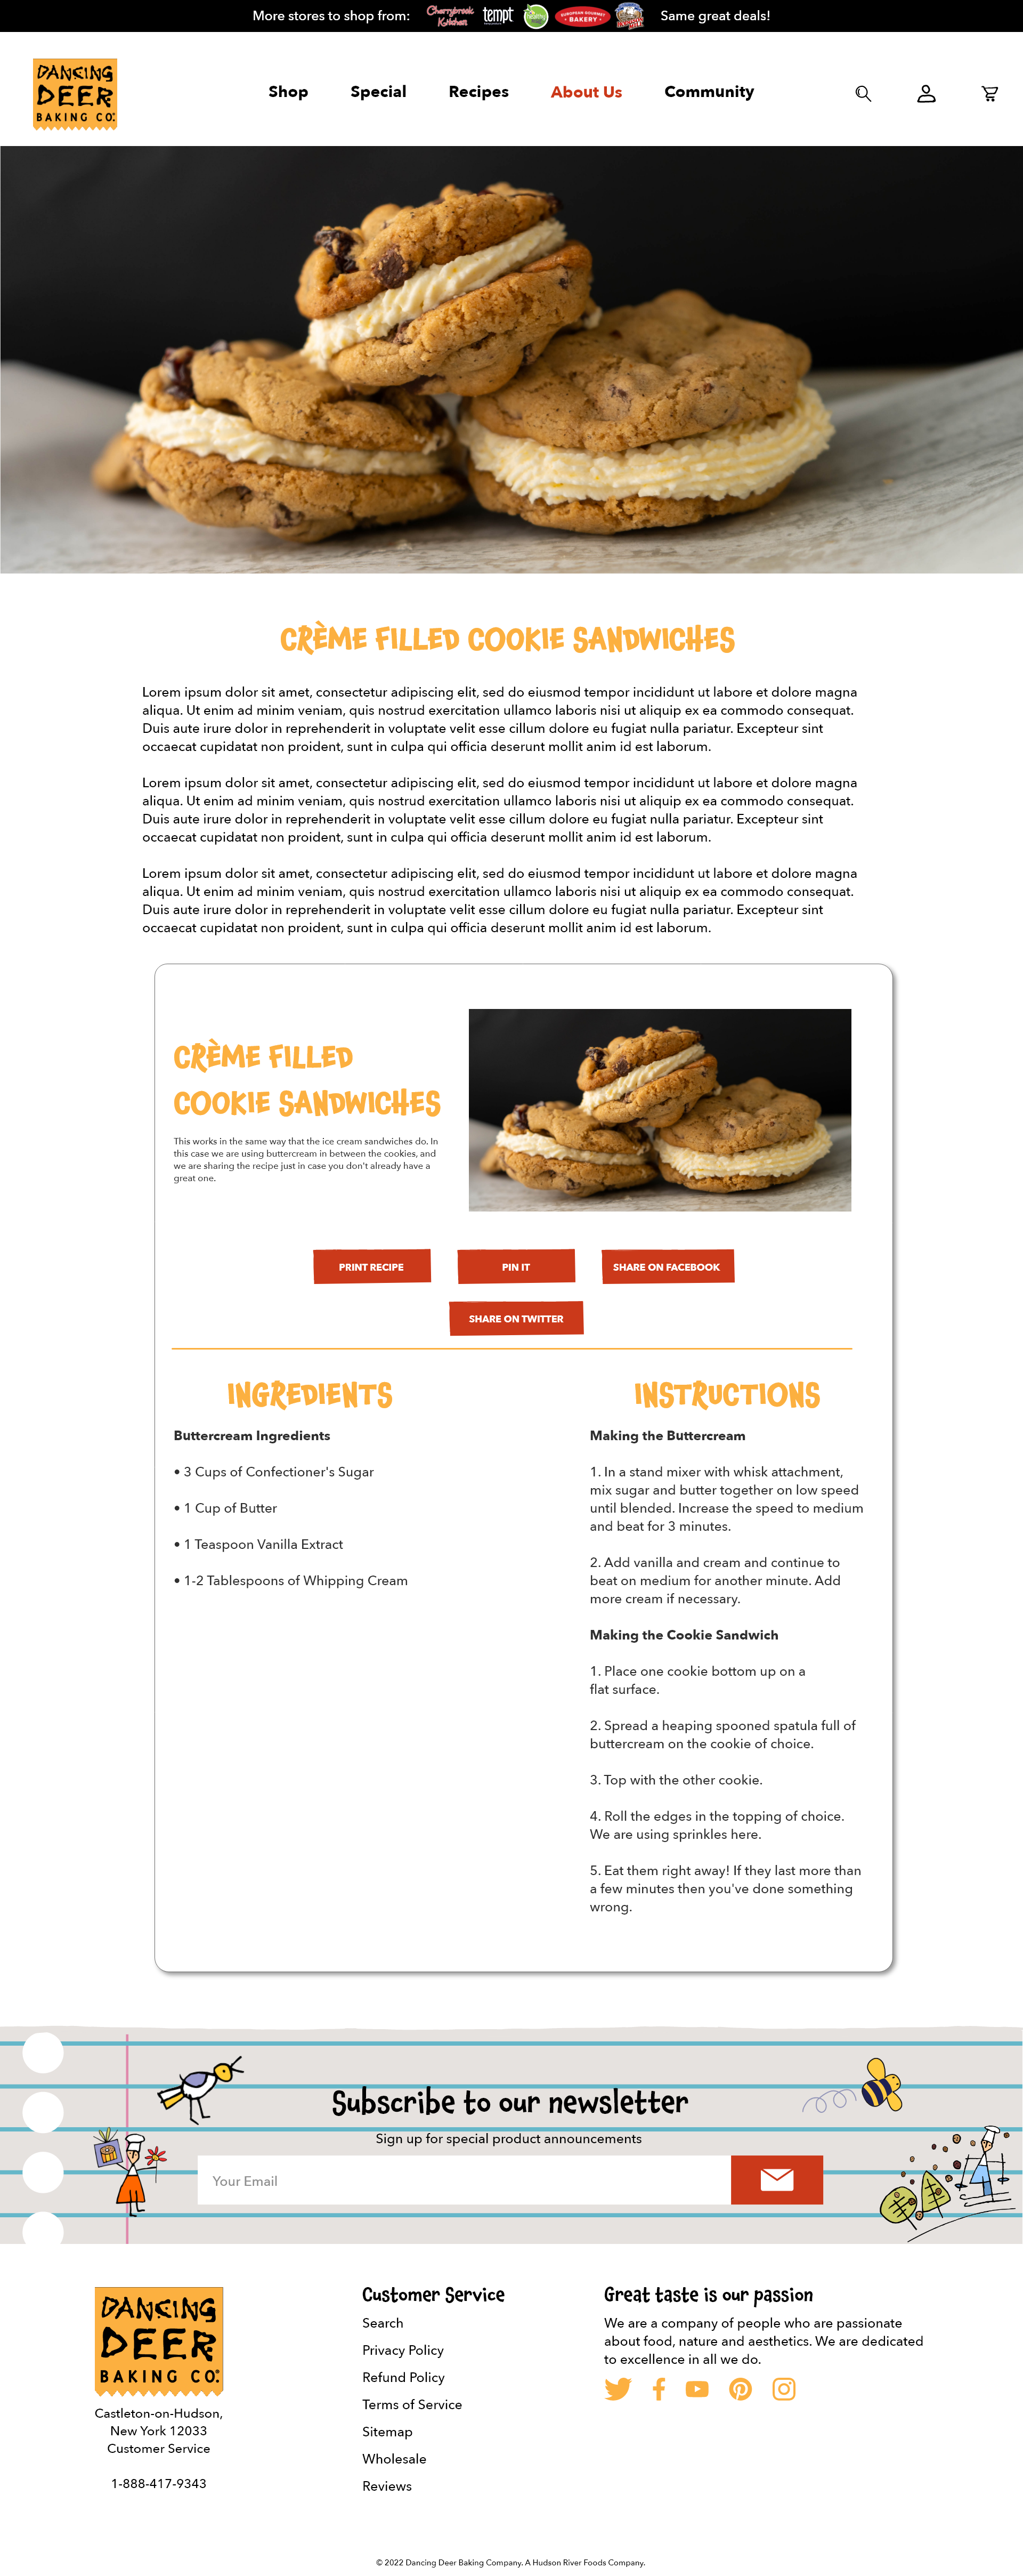 More stores to shop from:
Cherrybrook Kitchen
tempt
EUROPEAN GOURMET BAKERY
Same great deals!
DANCING
DEER
BAKING CO.
Shop
Special
Recipes
About Us
Community
CRÈME FILLED COOKIE SANDWICHES
Lorem ipsum dolor sit amet, consectetur adipiscing elit, sed do eiusmod tempor incididunt ut labore et dolore magna
aliqua. Ut enim ad minim veniam, quis nostrud exercitation ullamco laboris nisi ut aliquip ex ea commodo consequat.
Duis aute irure dolor in reprehenderit in voluptate velit esse cillum dolore eu fugiat nulla pariatur. Excepteur sint
occaecat cupidatat non proident, sunt in culpa qui officia deserunt mollit anim id est laborum.
Lorem ipsum dolor sit amet, consectetur adipiscing elit, sed do eiusmod tempor incididunt ut labore et dolore magna
aliqua. Ut enim ad minim veniam, quis nostrud exercitation ullamco laboris nisi ut aliquip ex ea commodo consequat.
Duis aute irure dolor in reprehenderit in voluptate velit esse cillum dolore eu fugiat nulla pariatur. Excepteur sint
occaecat cupidatat non proident, sunt in culpa qui officia deserunt mollit anim id est laborum.
Lorem ipsum dolor sit amet, consectetur adipiscing elit, sed do eiusmod tempor incididunt ut labore et dolore magna
aliqua. Ut enim ad minim veniam, quis nostrud exercitation ullamco laboris nisi ut aliquip ex ea commodo consequat.
Duis aute irure dolor in reprehenderit in voluptate velit esse cillum dolore eu fugiat nulla pariatur. Excepteur sint
occaecat cupidatat non proident, sunt in culpa qui officia deserunt mollit anim id est laborum.
CRÈME FILLED
COOKIE SANDWICHES
This works in the same way that the ice cream sandwiches do. In
this case we are using buttercream in between the cookies, and
we are sharing the recipe just in case you don't already have a
great one.
PRINT RECIPE
PIN IT
SHARE ON FACEBOOK
SHARE ON TWITTER
INGREDIENTS
Buttercream Ingredients
• 3 Cups of Confectioner's Sugar
• 1 Cup of Butter
• 1 Teaspoon Vanilla Extract
• 1-2 Tablespoons of Whipping Cream
INSTRUCTIONS
Making the Buttercream
1. In a stand mixer with whisk attachment,
mix sugar and butter together on low speed
until blended. Increase the speed to medium
and beat for 3 minutes.
2. Add vanilla and cream and continue to
beat on medium for another minute. Add
more cream if necessary.
Making the Cookie Sandwich
1. Place one cookie bottom up on a
flat surface.
2. Spread a heaping spooned spatula full of
buttercream on the cookie of choice.
3. Top with the other cookie.
4. Roll the edges in the topping of choice.
We are using sprinkles here.
5. Eat them right away! If they last more than
a few minutes then you've done something
wrong.
Subscribe to our newsletter
Sign up for special product announcements
Your Email
DANCING
DEER
BAKING CO.®
Castleton-on-Hudson,
New York 12033
Customer Service
1-888-417-9343
Customer Service
Search
Privacy Policy
Refund Policy
Terms of Service
Sitemap
Wholesale
Reviews
Great taste is our passion
We are a company of people who are passionate
about food, nature and aesthetics. We are dedicated
to excellence in all we do.
© 2022 Dancing Deer Baking Company. A Hudson River Foods Company.